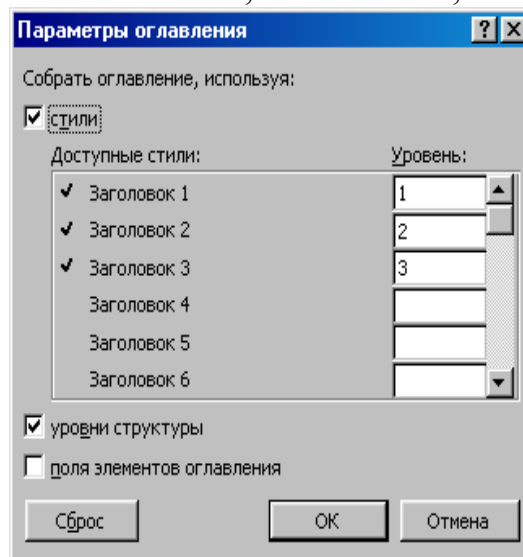 Параметры оглавления
Собрать оглавление, используя:
стили
Доступные стили: Уровень:
Заголовок 1 1
Заголовок 2 2
Заголовок 3 3
Заголовок 4
Заголовок 5
Заголовок 6
уровни структуры
поля элементов оглавления
Сброс ОК Отмена